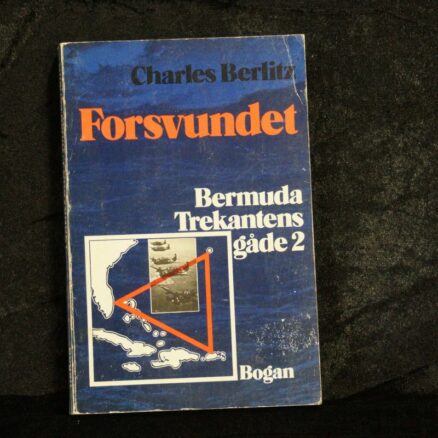 Charles Berlitz
Forsvundet
Bermuda
Trekantens
gåde 2
Bogan